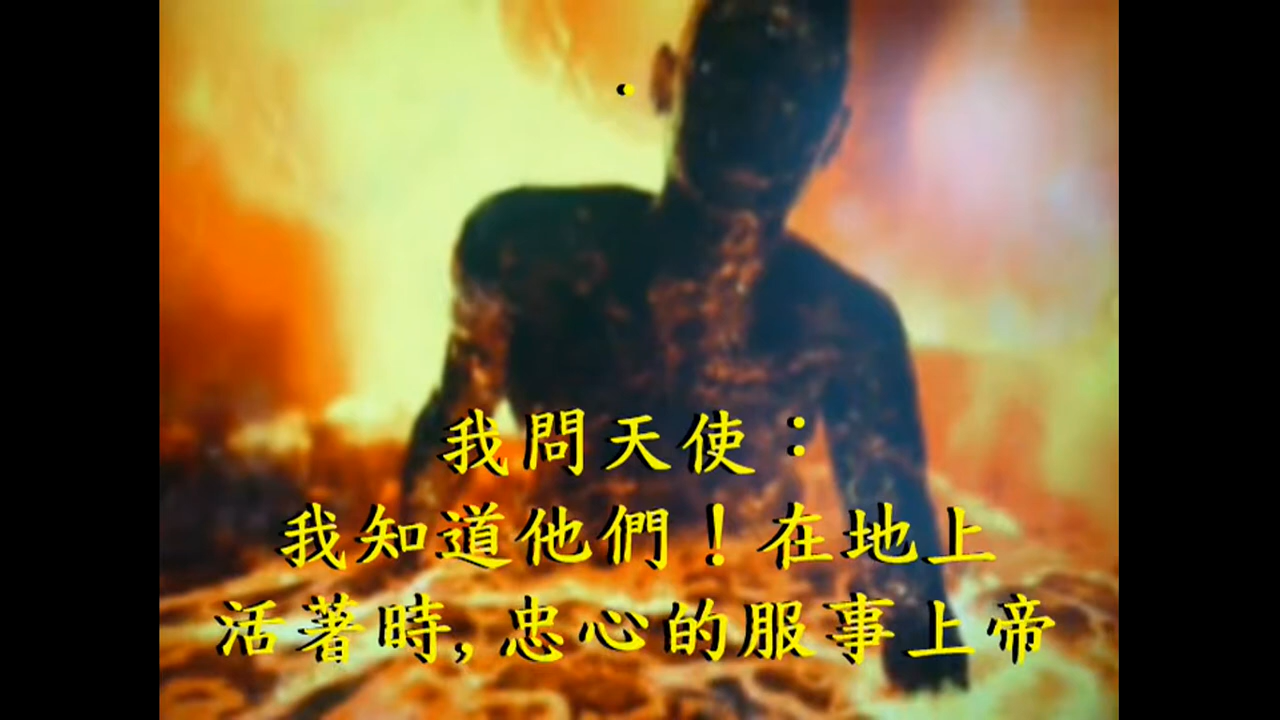 我問天使：
我知道他們！在地上
活著時,忠心的服事上帝